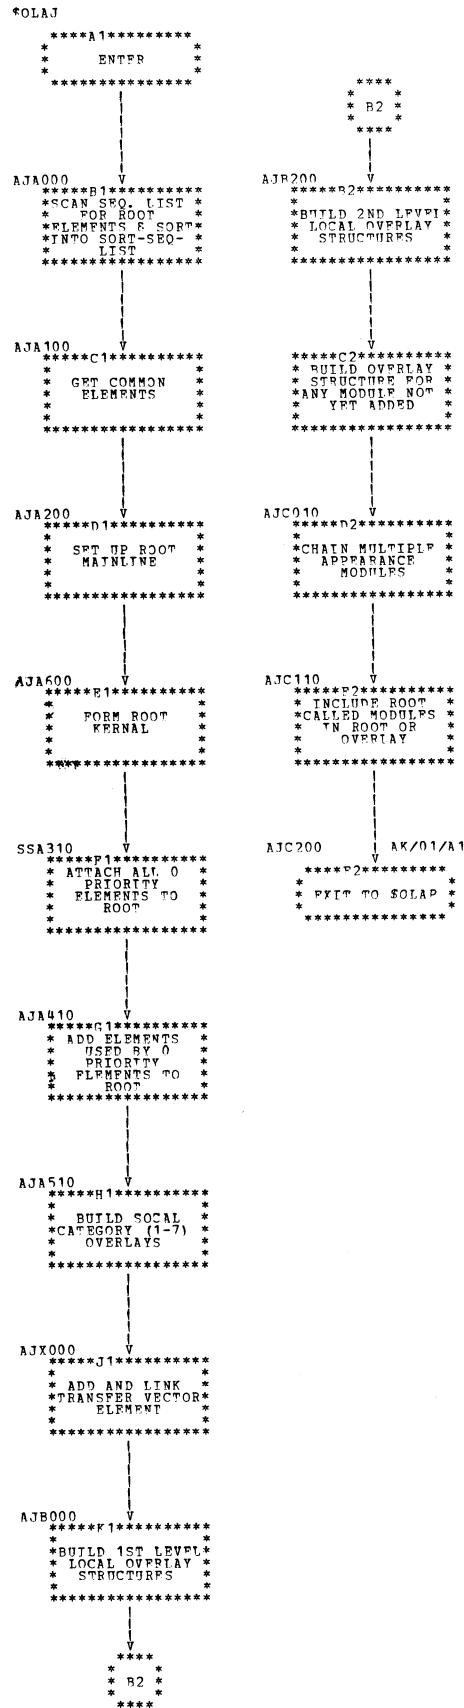 $OLAJ
A1
ENTER
AJA000
B1
SCAN SEQ. LIST
FOR ROOT
ELEMENTS & SORT
INTO SORT-SEQ-
LIST
AJA100
C1
GET COMMON
ELEMENTS
AJA200
D1
SET UP ROOT
MAINLINE
AJA600
E1
FORM ROOT
KERNAL
SSA310
F1
ATTACH ALL 0
PRIORITY
ELEMENTS TO
ROOT
AJA410
G1
ADD ELEMENTS
USED BY 0
PRIORITY
ELEMENTS TO
ROOT
AJA510
H1
BUILD SOCAL
CATEGORY (1-7)
OVERLAYS
AJX000
J1
ADD AND LINK
TRANSFER VECTOR
ELEMENT
AJB000
K1
BUILD 1ST LEVEL
LOCAL OVERLAY
STRUCTURES
B2
B2
AJB200
B2
BUILD 2ND LEVEL
LOCAL OVERLAY
STRUCTURES
C2
BUILD OVERLAY
STRUCTURE FOR
ANY MODULE NOT
YET ADDED
AJC010
D2
CHAIN MULTIPLE
APPEARANCE
MODULES
AJC110
E2
INCLUDE ROOT
CALLED MODULES
IN ROOT OR
OVERLAY
AJC200
AK/01/A1
F2
EXIT TO $OLAP